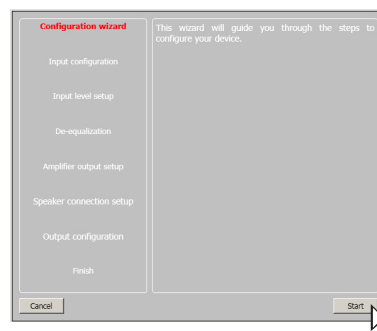 Configuration wizard
Input configuration
Input level setup
De-equalization
Amplifier output setup
Speaker connection setup
Output configuration
Finish
This wizard will guide you through the steps to
configure your device.
Cancel
Start